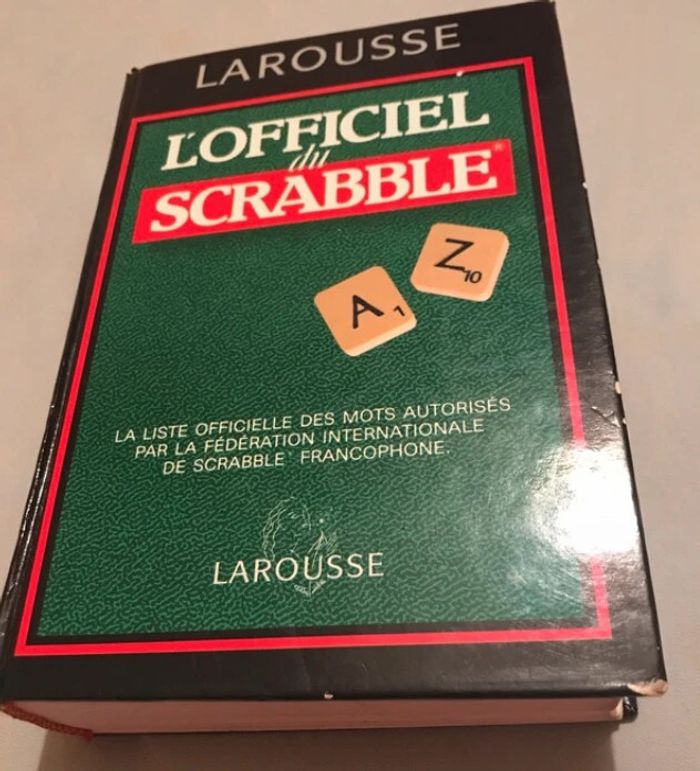 LAROUSSE
L'OFFICIEL
du
SCRABBLE®
A1
Z10
LA LISTE OFFICIELLE DES MOTS AUTORISÉS
PAR LA FÉDÉRATION INTERNATIONALE
DE SCRABBLE FRANCOPHONE.
LAROUSSE